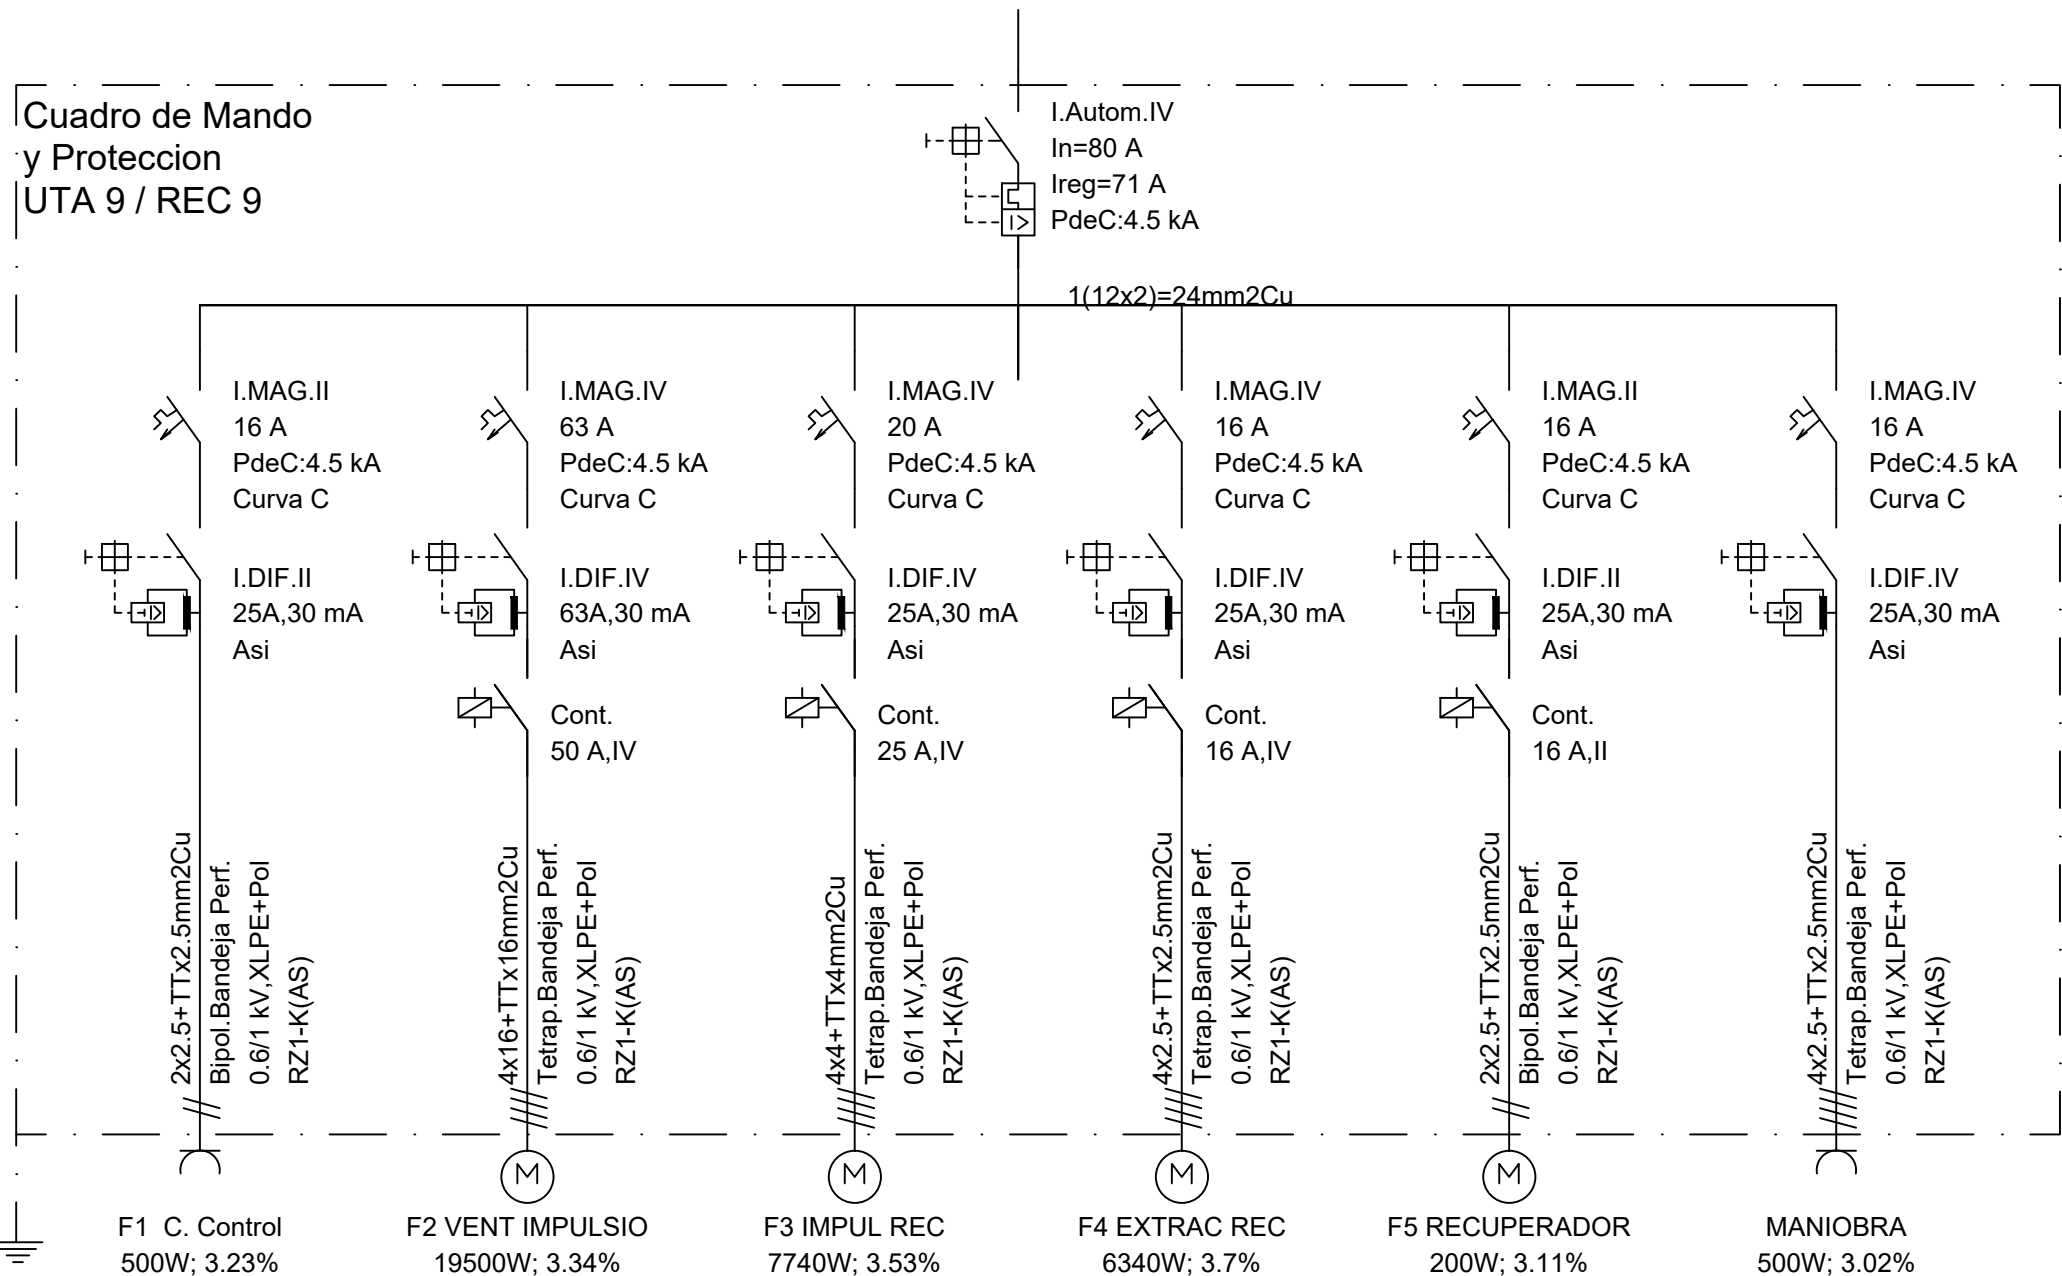 Cuadro de Mando
y Proteccion
UTA 9 / REC 9
I.Autom.IV
In=80 A
Ireg=71 A
PdeC:4.5 kA
1(12x2)=24mm2Cu
I.MAG.II
16 A
PdeC:4.5 kA
Curva C
I.DIF.II
25A,30 mA
Asi
2x2.5+TTx2.5mm2Cu
Bipol.Bandeja Perf.
0.6/1 kV,XLPE+Pol
RZ1-K(AS)
F1 C. Control
500W; 3.23%
I.MAG.IV
63 A
PdeC:4.5 kA
Curva C
I.DIF.IV
63A,30 mA
Asi
Cont.
50 A,IV
4x16+TTx16mm2Cu
Tetrap.Bandeja Perf.
0.6/1 kV,XLPE+Pol
RZ1-K(AS)
M
F2 VENT IMPULSIO
19500W; 3.34%
I.MAG.IV
20 A
PdeC:4.5 kA
Curva C
I.DIF.IV
25A,30 mA
Asi
Cont.
25 A,IV
4x4+TTx4mm2Cu
Tetrap.Bandeja Perf.
0.6/1 kV,XLPE+Pol
RZ1-K(AS)
M
F3 IMPUL REC
7740W; 3.53%
I.MAG.IV
16 A
PdeC:4.5 kA
Curva C
I.DIF.IV
25A,30 mA
Asi
Cont.
16 A,IV
4x2.5+TTx2.5mm2Cu
Tetrap.Bandeja Perf.
0.6/1 kV,XLPE+Pol
RZ1-K(AS)
M
F4 EXTRAC REC
6340W; 3.7%
I.MAG.II
16 A
PdeC:4.5 kA
Curva C
I.DIF.II
25A,30 mA
Asi
Cont.
16 A,II
2x2.5+TTx2.5mm2Cu
Bipol.Bandeja Perf.
0.6/1 kV,XLPE+Pol
RZ1-K(AS)
M
F5 RECUPERADOR
200W; 3.11%
I.MAG.IV
16 A
PdeC:4.5 kA
Curva C
I.DIF.IV
25A,30 mA
Asi
4x2.5+TTx2.5mm2Cu
Tetrap.Bandeja Perf.
0.6/1 kV,XLPE+Pol
RZ1-K(AS)
MANIOBRA
500W; 3.02%